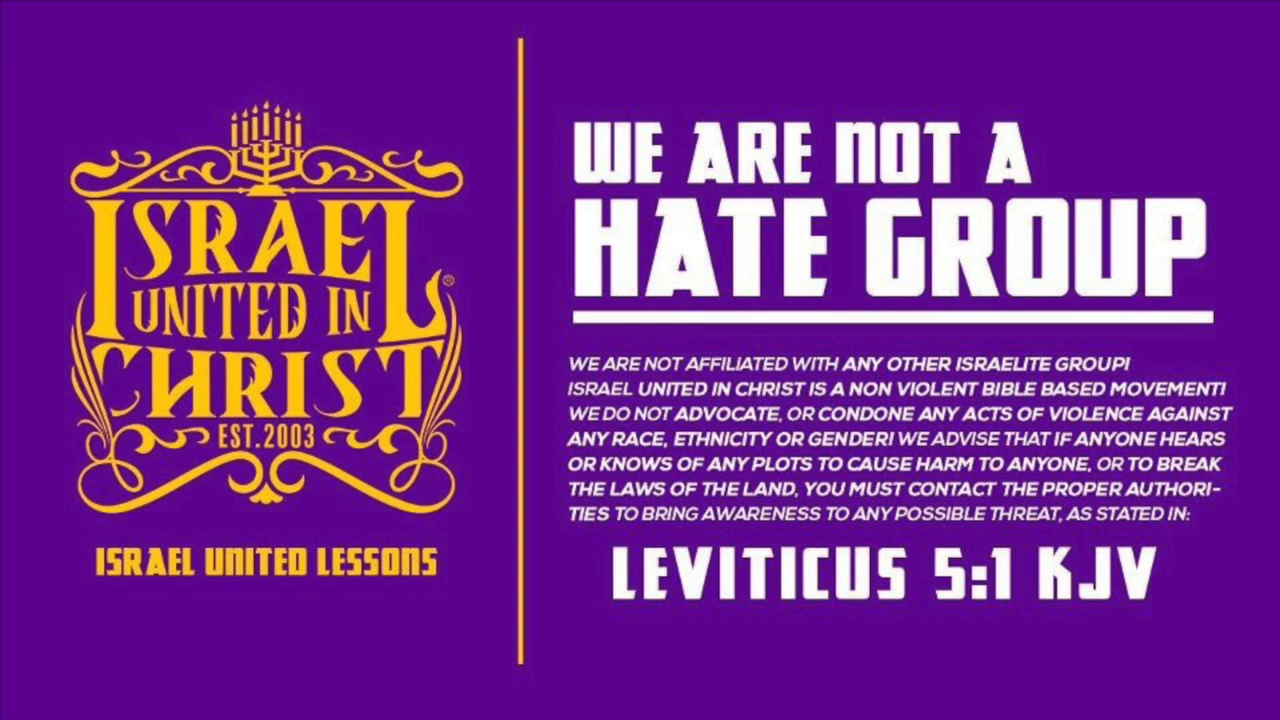 ISRAEL
UNITED IN
CHRIST
EST.2003
®
ISRAEL UNITED LESSONS
WE ARE NOT A
HATE GROUP
WE ARE NOT AFFILIATED WITH ANY OTHER ISRAELITE GROUP!
ISRAEL UNITED IN CHRIST IS A NON VIOLENT BIBLE BASED MOVEMENT!
WE DO NOT ADVOCATE, OR CONDONE ANY ACTS OF VIOLENCE AGAINST
ANY RACE, ETHNICITY OR GENDER! WE ADVISE THAT IF ANYONE HEARS
OR KNOWS OF ANY PLOTS TO CAUSE HARM TO ANYONE, OR TO BREAK
THE LAWS OF THE LAND, YOU MUST CONTACT THE PROPER AUTHORI-
TIES TO BRING AWARENESS TO ANY POSSIBLE THREAT, AS STATED IN:
LEVITICUS 5:1 KJV